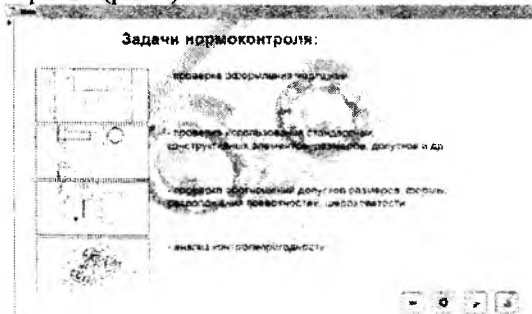 Задачи нормоконтроля:
- проверка оформления чертежей
- проверка использования стандартных
конструктивных элементов, размеров, допусков и др.
- проверка соотношений допусков размеров, формы,
расположения поверхностей, шероховатости
- анализ контролепригодности